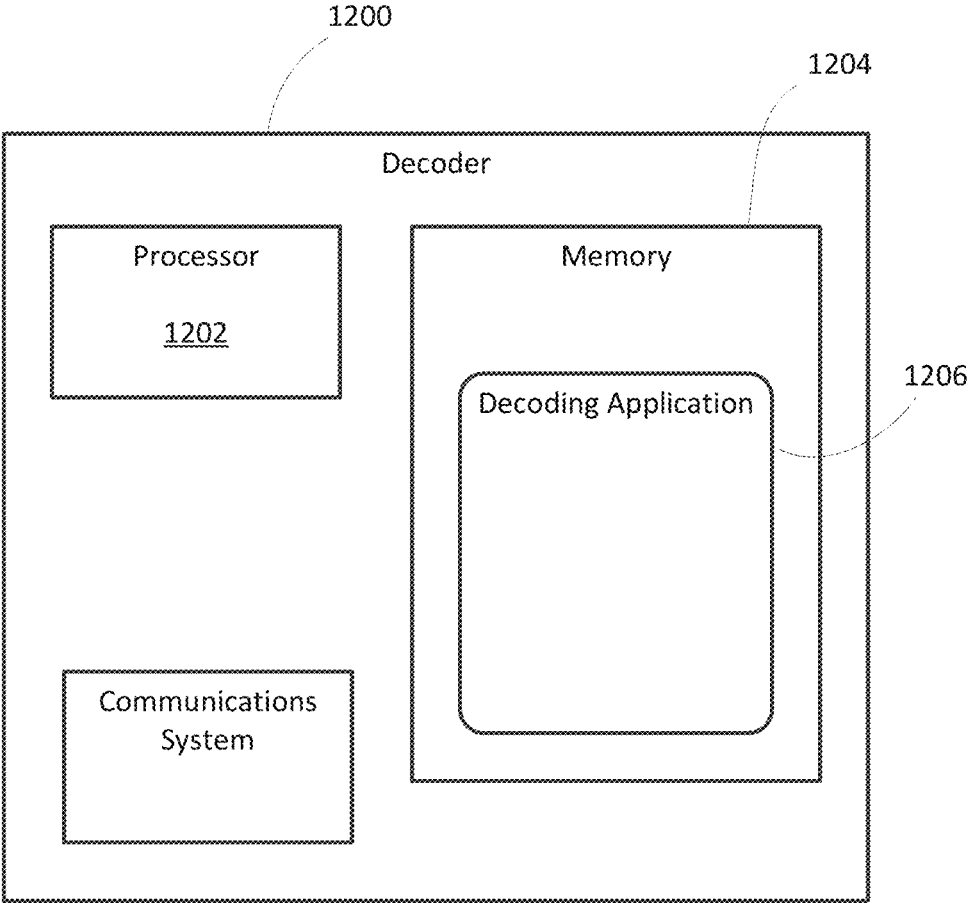 1200
1204
Decoder
Processor
1202
Memory
1206
Decoding Application
Communications
System